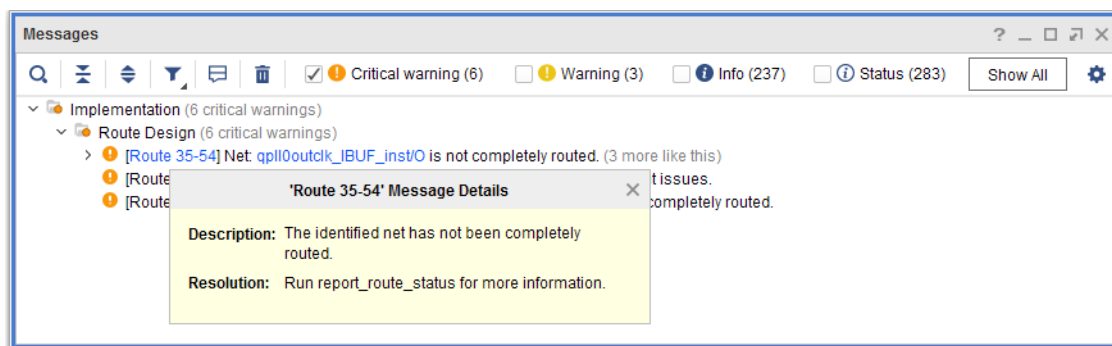 Messages
Critical warning (6) Warning (3) Info (237) Status (283) Show All
Implementation (6 critical warnings)
Route Design (6 critical warnings)
[Route 35-54] Net: qpll0outclk_IBUF_inst/O is not completely routed. (3 more like this)
[Route t issues.
[Route completely routed.
'Route 35-54' Message Details
Description: The identified net has not been completely
routed.
Resolution: Run report_route_status for more information.